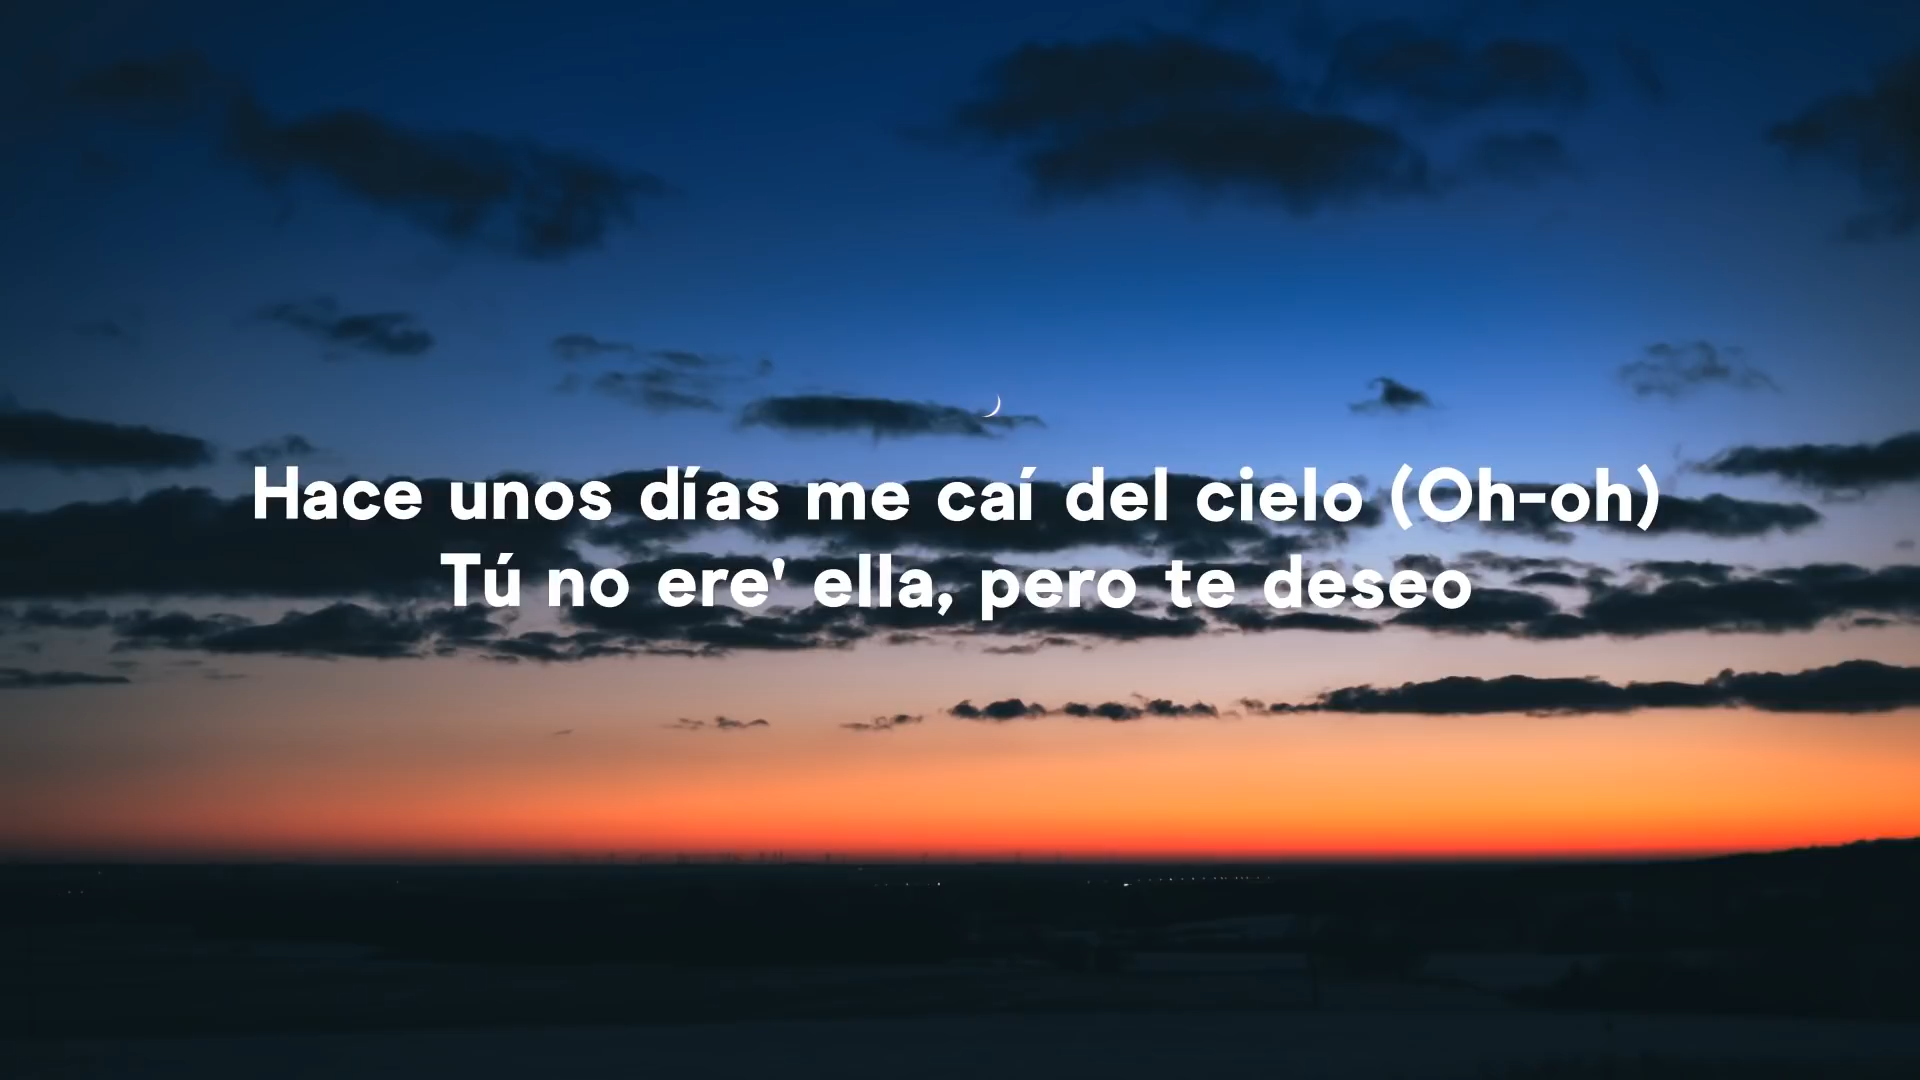 Hace unos días me caí del cielo (Oh-oh)
Tú no ere' ella, pero te deseo